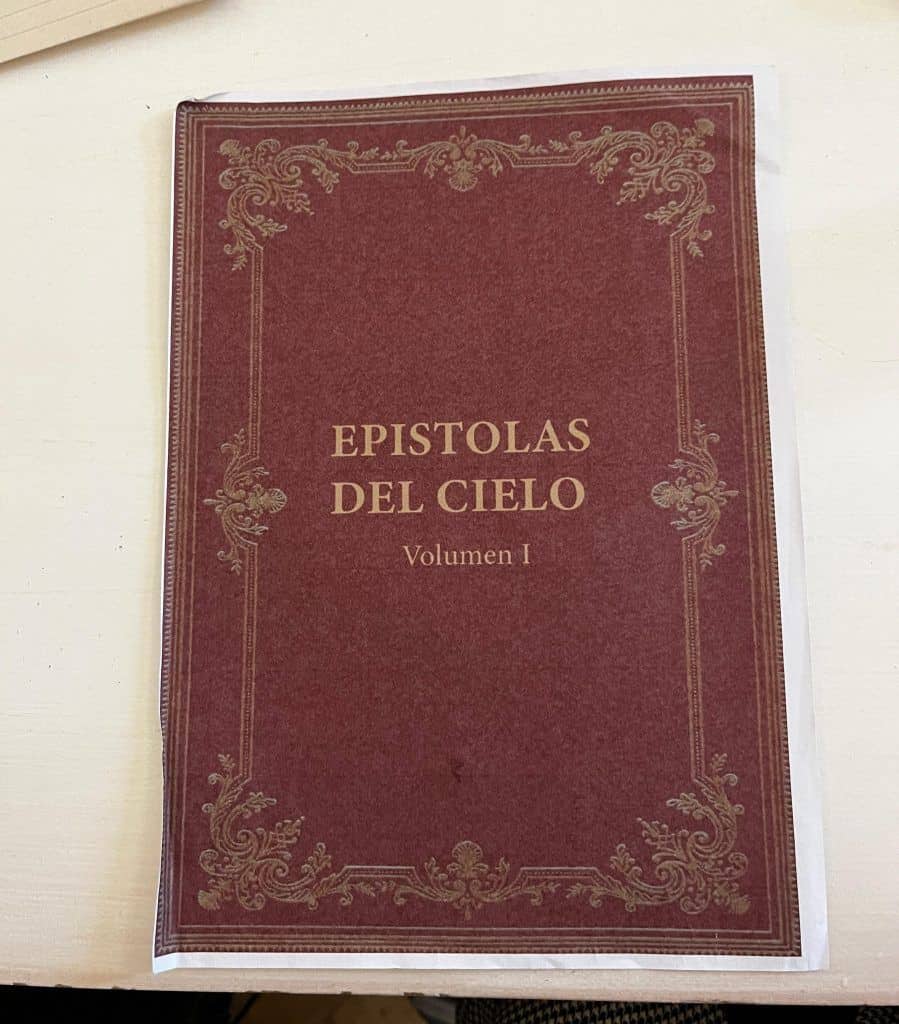 EPISTOLAS
DEL CIELO
Volumen I